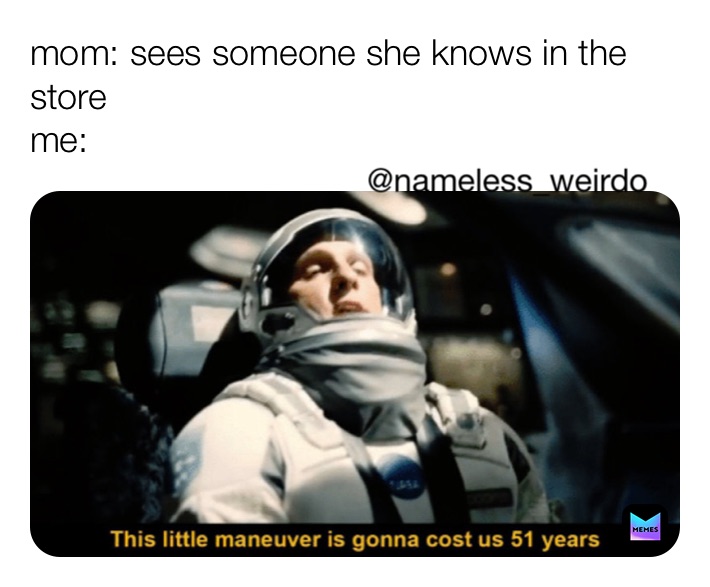 mom: sees someone she knows in the
store
me:
@nameless_weirdo
This little maneuver is gonna cost us 51 years
MEMES